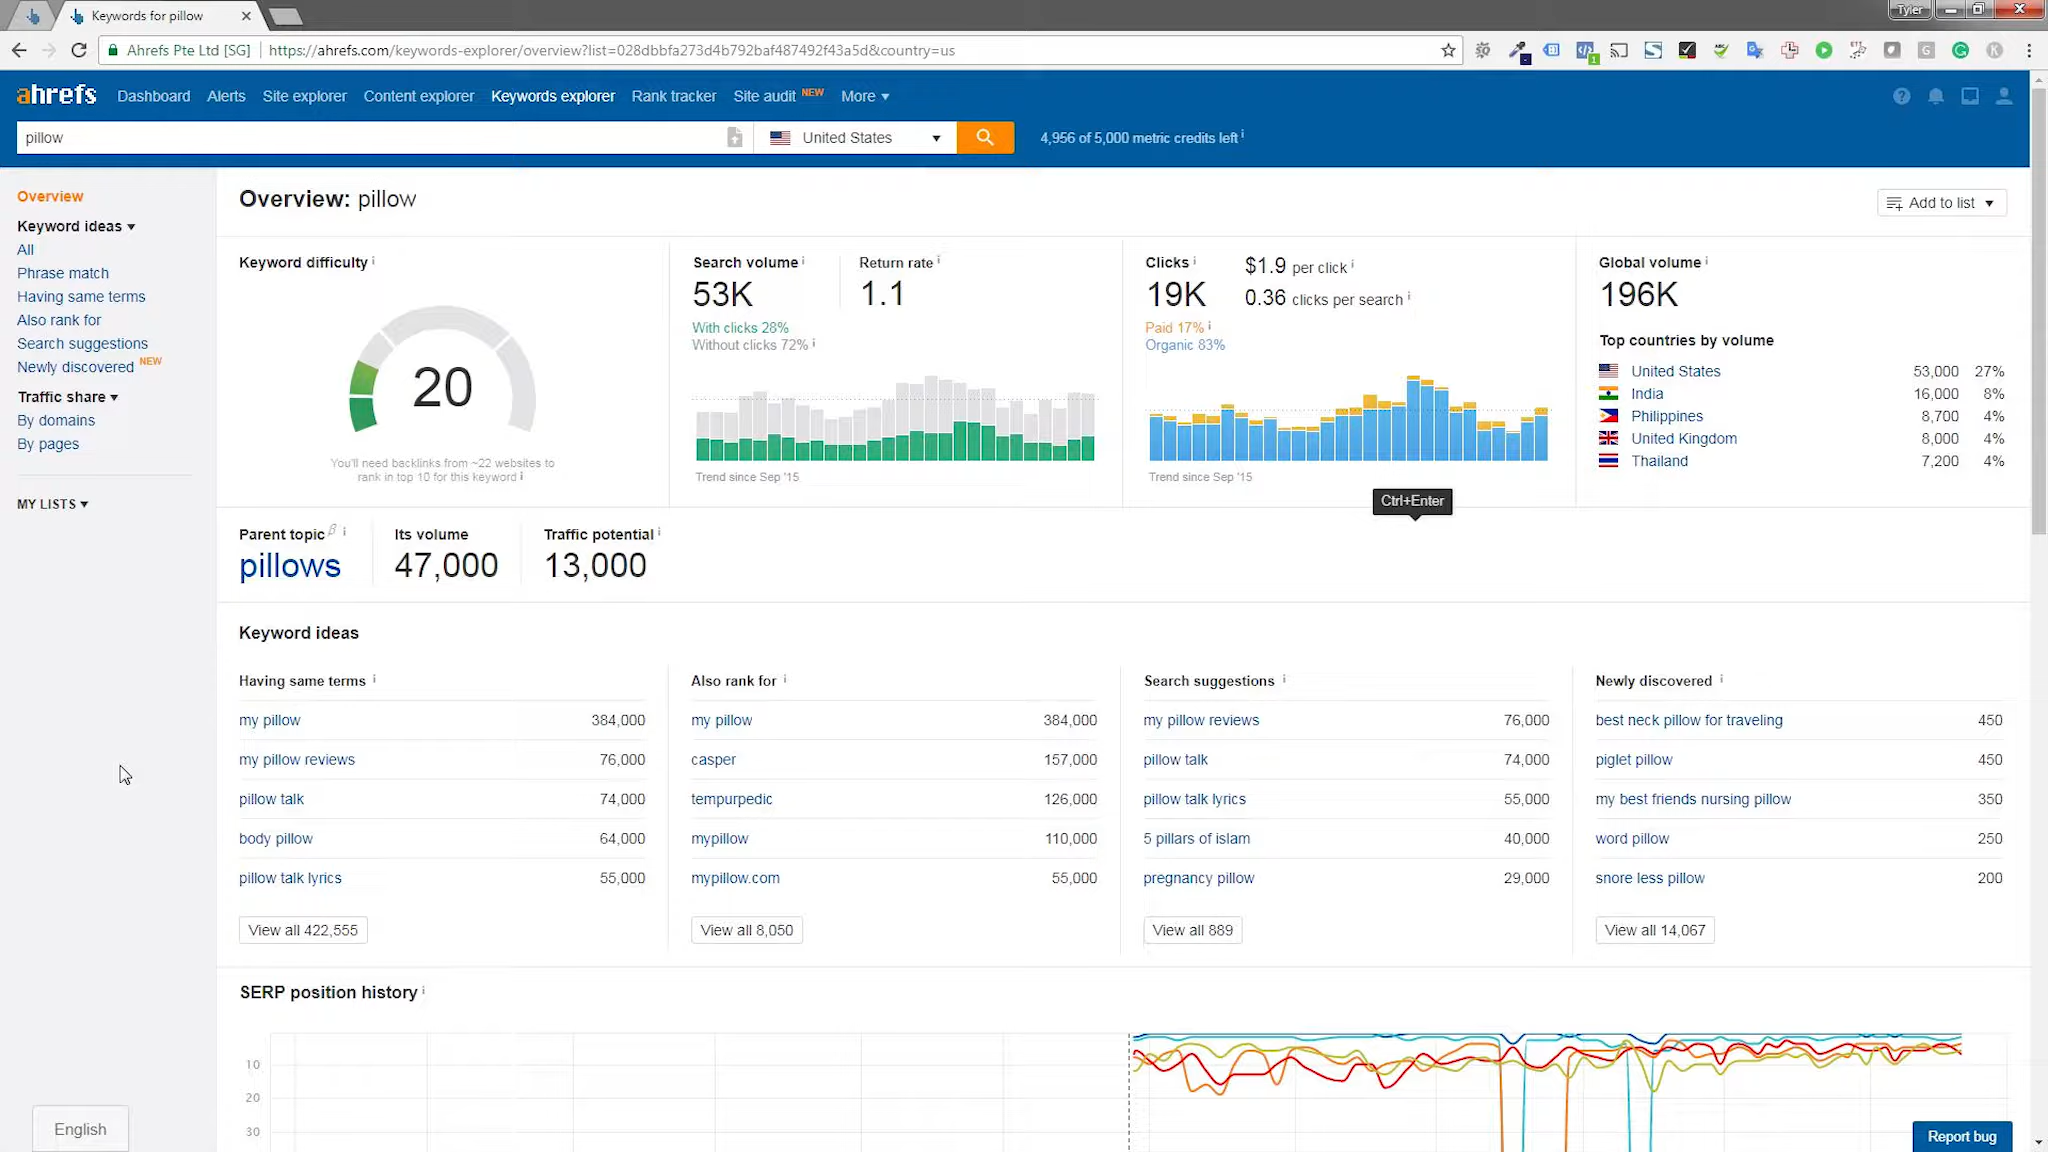 Keywords for pillow
Tyler
Ahrefs Pte Ltd [SG]
https://ahrefs.com/keywords-explorer/overview?list=028dbbfa273d4b792baf487492f43a5d&country=us
ahrefs Dashboard Alerts Site explorer Content explorer Keywords explorer Rank tracker Site audit NEW More
pillow
United States
4,956 of 5,000 metric credits left
Overview
Keyword ideas
All
Phrase match
Having same terms
Also rank for
Search suggestions
Newly discovered NEW
Traffic share
By domains
By pages
MY LISTS
English
Overview: pillow
Add to list
Keyword difficulty
20
You'll need backlinks from ~22 websites to
rank in top 10 for this keyword
Search volume
53K
With clicks 28%
Without clicks 72%
Return rate
1.1
Trend since Sep '15
Clicks
19K
$1.9 per click
0.36 clicks per search
Paid 17%
Organic 83%
Trend since Sep '15
Ctrl+Enter
Global volume
196K
Top countries by volume
United States 53,000 27%
India 16,000 8%
Philippines 8,700 4%
United Kingdom 8,000 4%
Thailand 7,200 4%
Parent topic β
pillows
Its volume
47,000
Traffic potential
13,000
Keyword ideas
Having same terms
my pillow 384,000
my pillow reviews 76,000
pillow talk 74,000
body pillow 64,000
pillow talk lyrics 55,000
View all 422,555
Also rank for
my pillow 384,000
casper 157,000
tempurpedic 126,000
mypillow 110,000
mypillow.com 55,000
View all 8,050
Search suggestions
my pillow reviews 76,000
pillow talk 74,000
pillow talk lyrics 55,000
5 pillars of islam 40,000
pregnancy pillow 29,000
View all 889
Newly discovered
best neck pillow for traveling 450
piglet pillow 450
my best friends nursing pillow 350
word pillow 250
snore less pillow 200
View all 14,067
SERP position history
10
20
30
Report bug